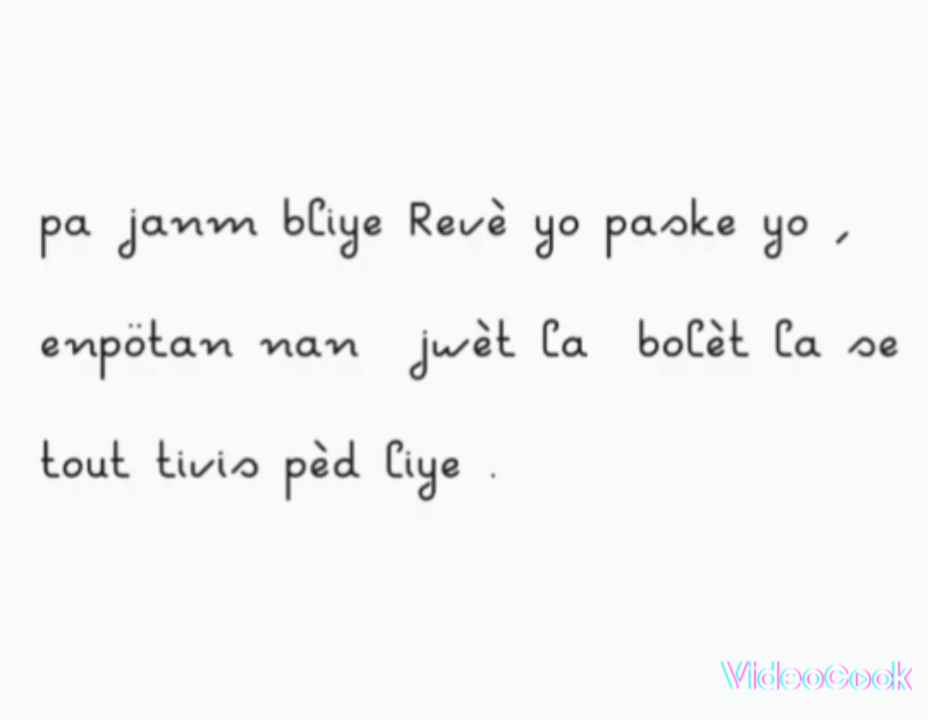 pa janm bliye Revè yo paske yo ,
enpötan nan jwèt la bolèt la se
tout tivis pèd liye .
VideoCook